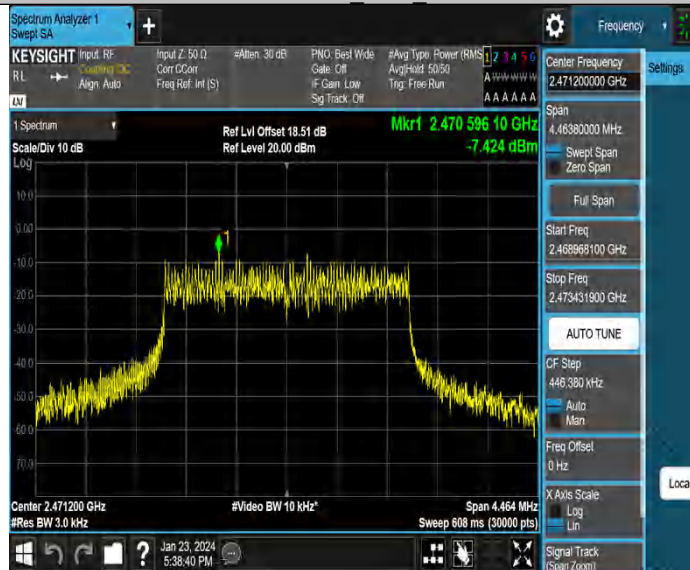 Spectrum Analyzer 1
Swept SA
+
Frequency
KEYSIGHT
RL
Input: RF
Coupling: DC
Align: Auto
Input Z: 50 Ω
Corr CCorr
Freq Ref: Int (S)
#Atten: 30 dB
PNO: Best Wide
Gate: Off
IF Gain: Low
Sig Track: Off
#Avg Type: Power (RMS
Avg|Hold: 50/50
Trig: Free Run
1 2 3 4 5 6
A W W W W W
A A A A A A
LXI
1 Spectrum
Scale/Div 10 dB
Ref Lvl Offset 18.51 dB
Ref Level 20.00 dBm
Mkr1 2.470 596 10 GHz
-7.424 dBm
Log
10.0
0.00
-10.0
-20.0
-30.0
-40.0
-50.0
-60.0
-70.0
1
Center 2.471200 GHz
#Res BW 3.0 kHz
#Video BW 10 kHz*
Span 4.464 MHz
Sweep 608 ms (30000 pts)
?
Jan 23, 2024
5:38:40 PM
Center Frequency
2.471200000 GHz
Span
4.46380000 MHz
Swept Span
Zero Span
Full Span
Start Freq
2.468968100 GHz
Stop Freq
2.473431900 GHz
AUTO TUNE
CF Step
446.380 kHz
Auto
Man
Freq Offset
0 Hz
X Axis Scale
Log
Lin
Signal Track
(Span Zoom)
Settings
Loca